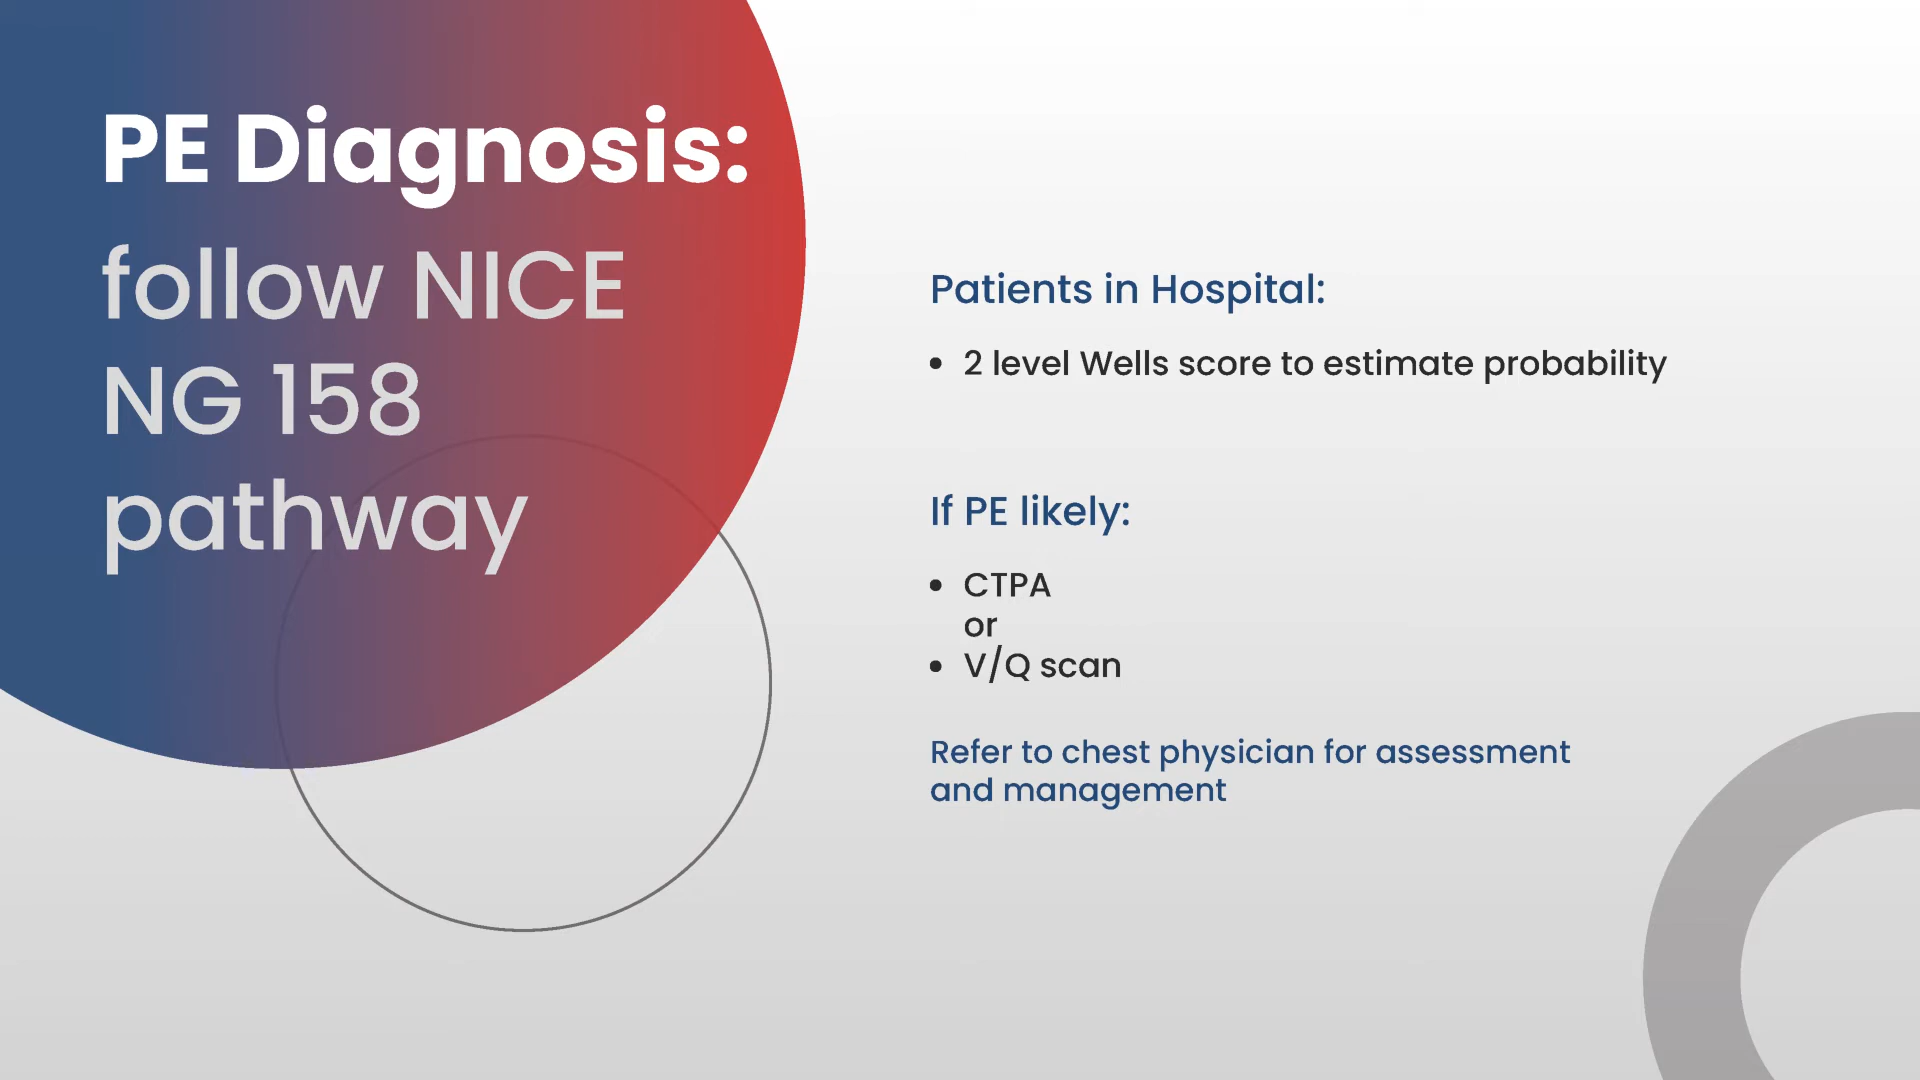 PE Diagnosis:
follow NICE
NG 158
pathway
Patients in Hospital:
• 2 level Wells score to estimate probability
If PE likely:
• CTPA
or
• V/Q scan
Refer to chest physician for assessment
and management